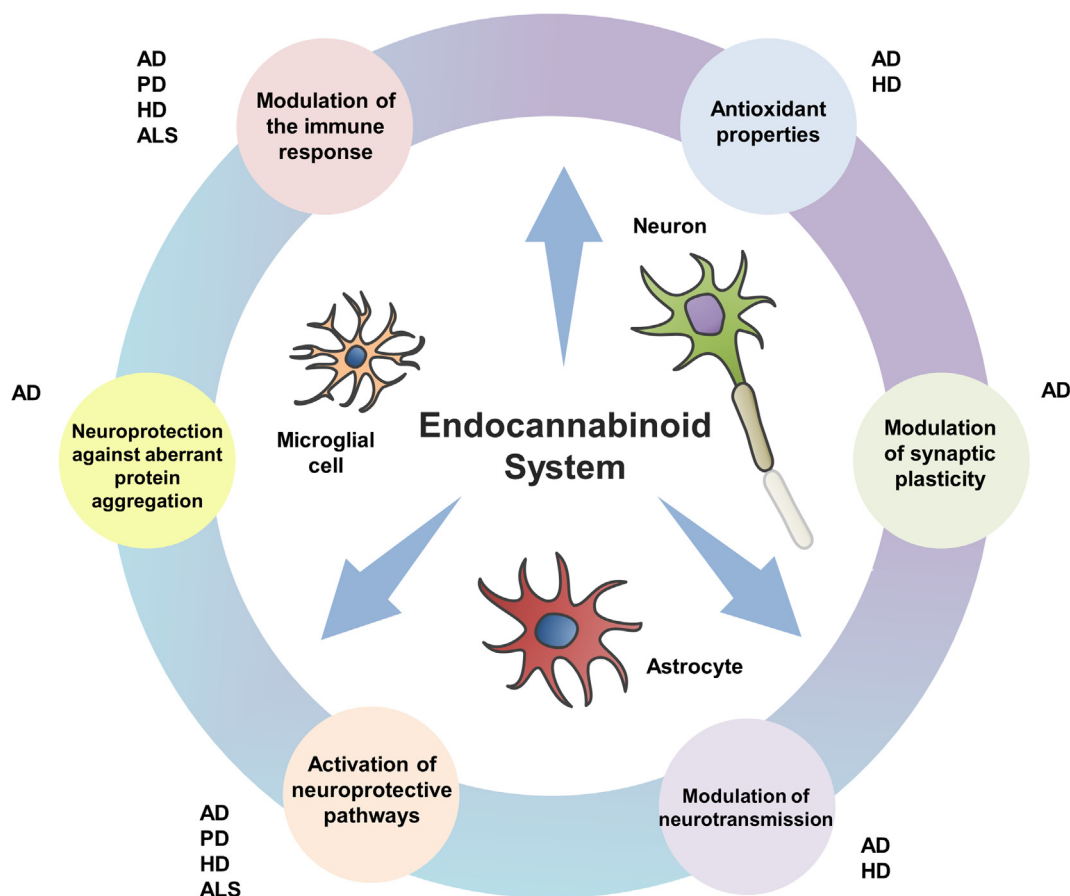 AD
PD
HD
ALS
Modulation of
the immune
response
Antioxidant
properties
AD
HD
Neuron
Microglial
cell
Endocannabinoid
System
AD
Neuroprotection
against aberrant
protein
aggregation
AD
Modulation
of synaptic
plasticity
Astrocyte
Activation of
neuroprotective
pathways
AD
PD
HD
ALS
Modulation of
neurotransmission
AD
HD